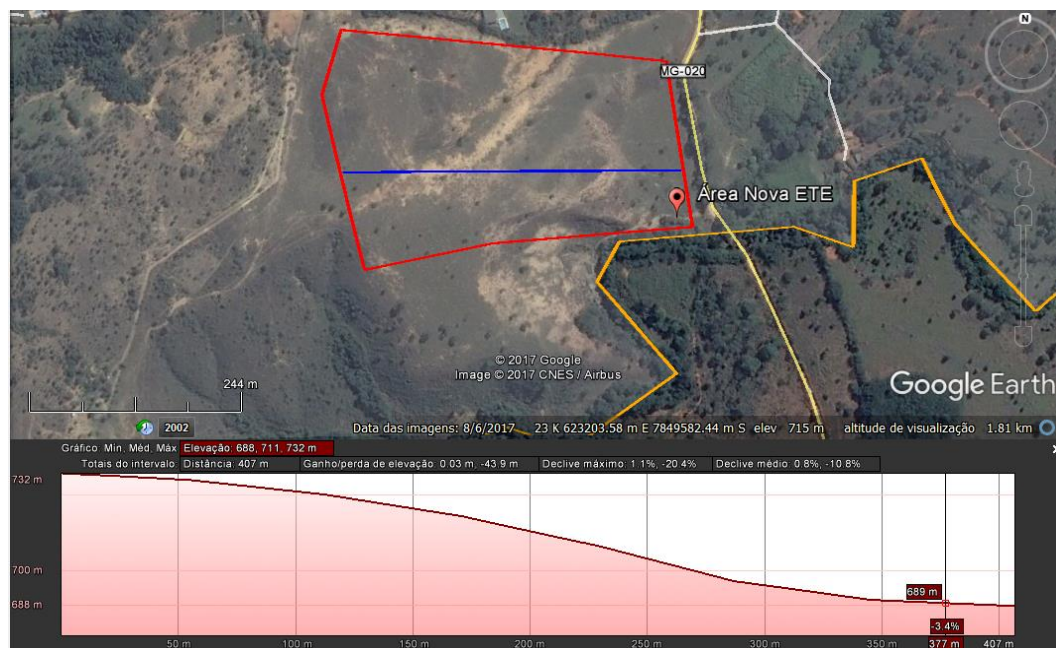 N
MG-020
Área Nova ETE
© 2017 Google
Image © 2017 CNES / Airbus
244 m
Google Earth
2002
Data das imagens: 8/6/2017 23 K 623203.58 m E 7849582.44 m S elev 715 m altitude de visualização 1.81 km
Gráfico: Mín, Méd, Máx Elevação: 688, 711, 732 m
Totais do intervalo: Distância: 407 m Ganho/perda de elevação: 0.03 m, -43.9 m Declive máximo: 1.1%, -20.4% Declive médio: 0.8%, -10.8%
732 m
700 m
689 m
688 m
-3.4%
50 m 100 m 150 m 200 m 250 m 300 m 350 m 377 m 407 m